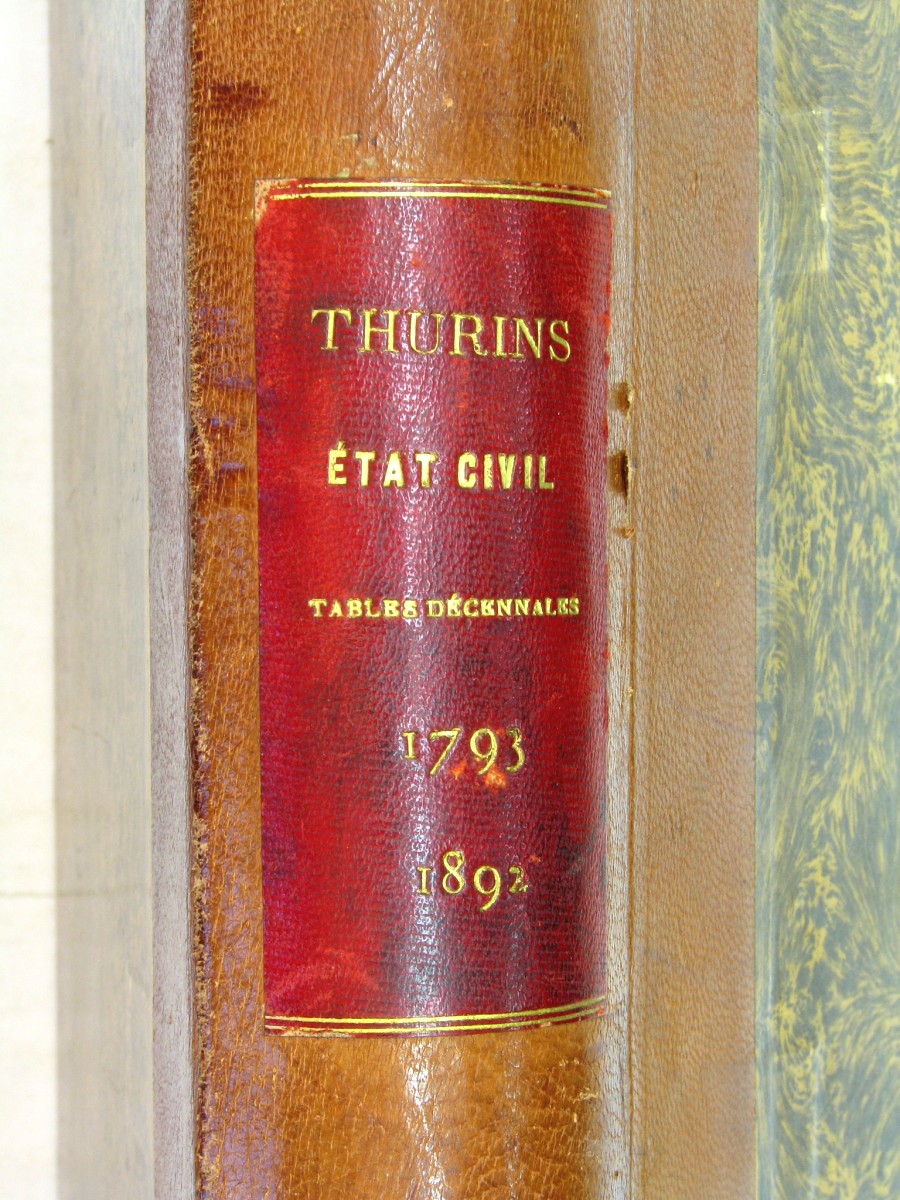 THURINS
ÉTAT CIVIL
TABLES DÉCENNALES
1793
1892